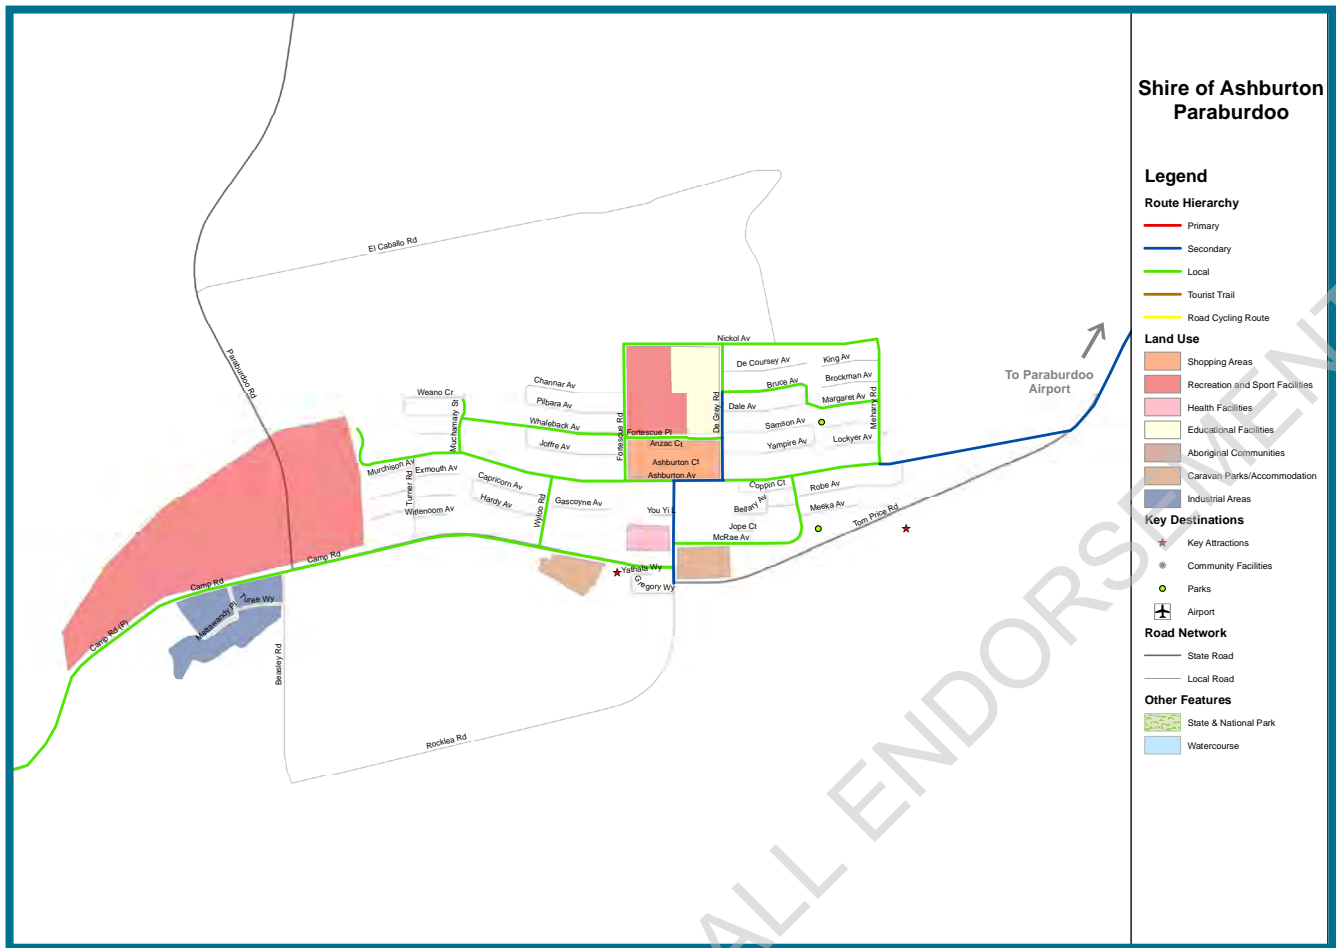 Shire of Ashburton
Paraburdoo
Legend
Route Hierarchy
Primary
Secondary
Local
Tourist Trail
Road Cycling Route
Land Use
Shopping Areas
Recreation and Sport Facilities
Health Facilities
Educational Facilities
Aboriginal Communities
Caravan Parks/Accommodation
Industrial Areas
Key Destinations
Key Attractions
Community Facilities
Parks
Airport
Road Network
State Road
Local Road
Other Features
State & National Park
Watercourse
El Caballo Rd
Paraburdoo Rd
To Paraburdoo
Airport
Nickol Av
De Coursey Av
King Av
Brockman Av
Bruce Av
Margaret Av
Meharry Rd
Dale Av
De Grey Rd
Samson Av
Yampire Av
Lockyer Av
Channar Av
Weano Cr
Pilbara Av
Whaleback Av
Muchamary St
Joffre Av
Fortescue Rd
Fortescue Pl
Anzac Ct
Ashburton Ct
Ashburton Av
Murchison Av
Exmouth Av
Turner Rd
Capricorn Av
Hardy Av
Wittenoom Av
Wyloo Rd
Gascoyne Av
You Yi L
Coppin Ct
Robe Av
Bellary Av
Meeka Av
Jope Ct
McRae Av
Tom Price Rd
Yathala Wy
Gregory Wy
Camp Rd
Camp Rd
Camp Rd (P)
Turee Wy
Mettawandy Pl
Beasley Rd
Rocklea Rd
ALL ENDORSEMENT